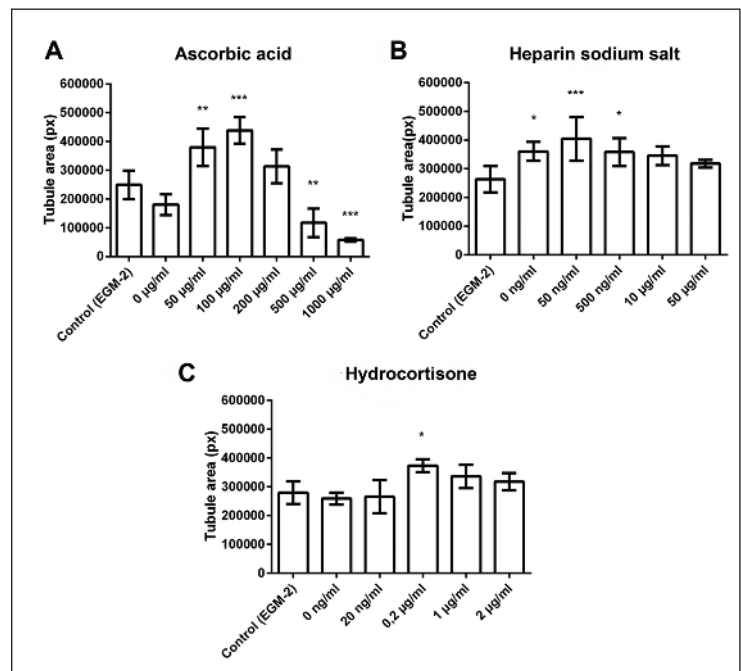 A
Ascorbic acid
Tubule area(px)
600000
500000
400000
300000
200000
100000
0
**
***
**
***
Control (EGM-2)
0 µg/ml
50 µg/ml
100 µg/ml
200 µg/ml
500 µg/ml
1000 µg/ml
B
Heparin sodium salt
Tubule area(px)
600000
500000
400000
300000
200000
100000
0
*
***
*
Control (EGM-2)
0 ng/ml
50 ng/ml
500 ng/ml
10 µg/ml
50 µg/ml
C
Hydrocortisone
Tubule area (px)
600000
500000
400000
300000
200000
100000
0
*
Control (EGM-2)
0 ng/ml
20 ng/ml
0,2 µg/ml
1 µg/ml
2 µg/ml